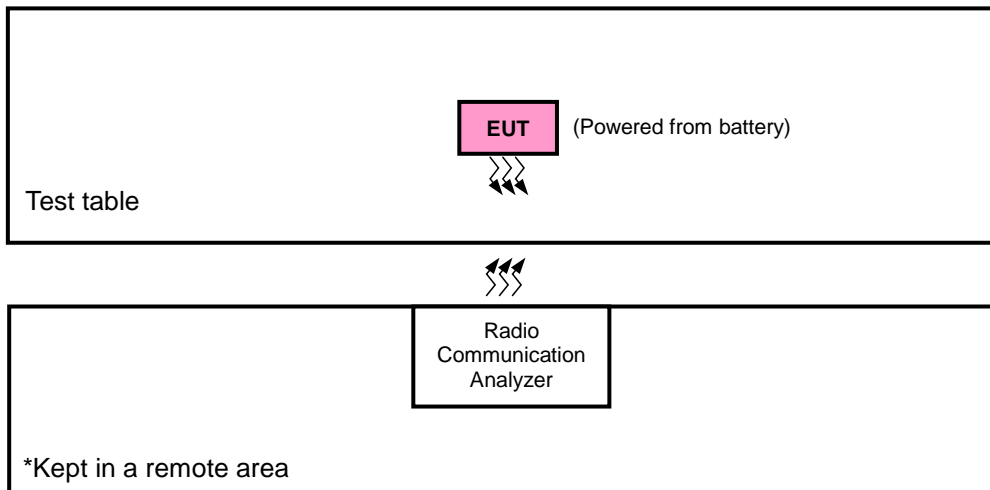 EUT
(Powered from battery)
Test table
Radio
Communication
Analyzer
*Kept in a remote area